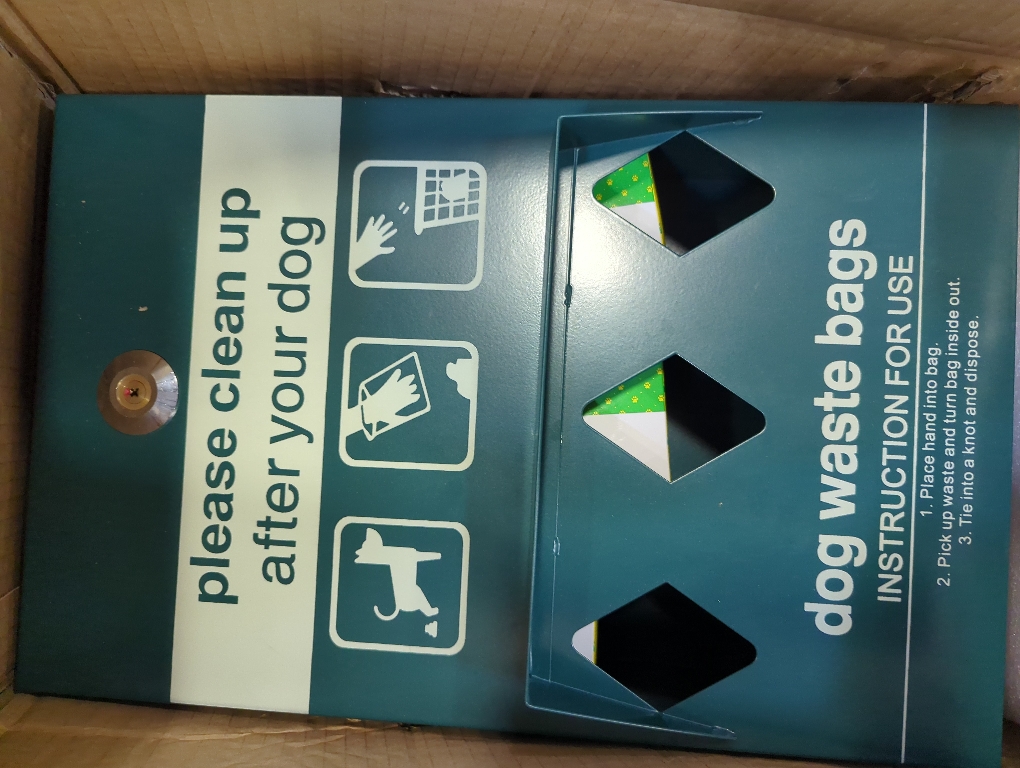 please clean up
after your dog
dog waste bags
INSTRUCTION FOR USE
1. Place hand into bag.
2. Pick up waste and turn bag inside out.
3. Tie into a knot and dispose.